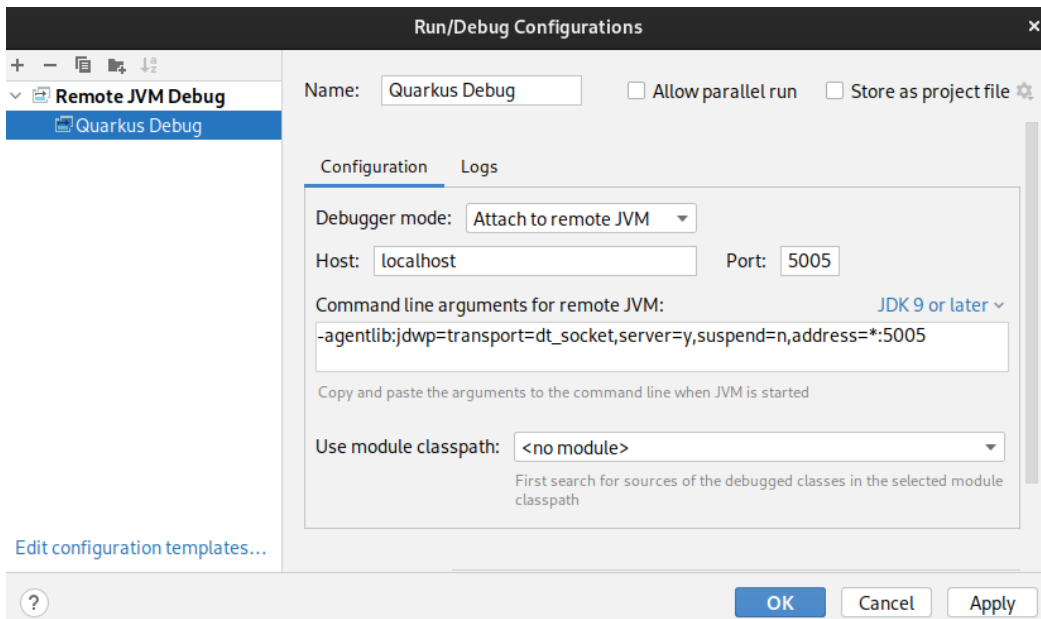 Run/Debug Configurations
Remote JVM Debug
Quarkus Debug
Edit configuration templates...
Name: Quarkus Debug Allow parallel run Store as project file
Configuration Logs
Debugger mode: Attach to remote JVM
Host: localhost Port: 5005
Command line arguments for remote JVM: JDK 9 or later
-agentlib:jdwp=transport=dt_socket,server=y,suspend=n,address=*:5005
Copy and paste the arguments to the command line when JVM is started
Use module classpath: <no module>
First search for sources of the debugged classes in the selected module
classpath
? OK Cancel Apply